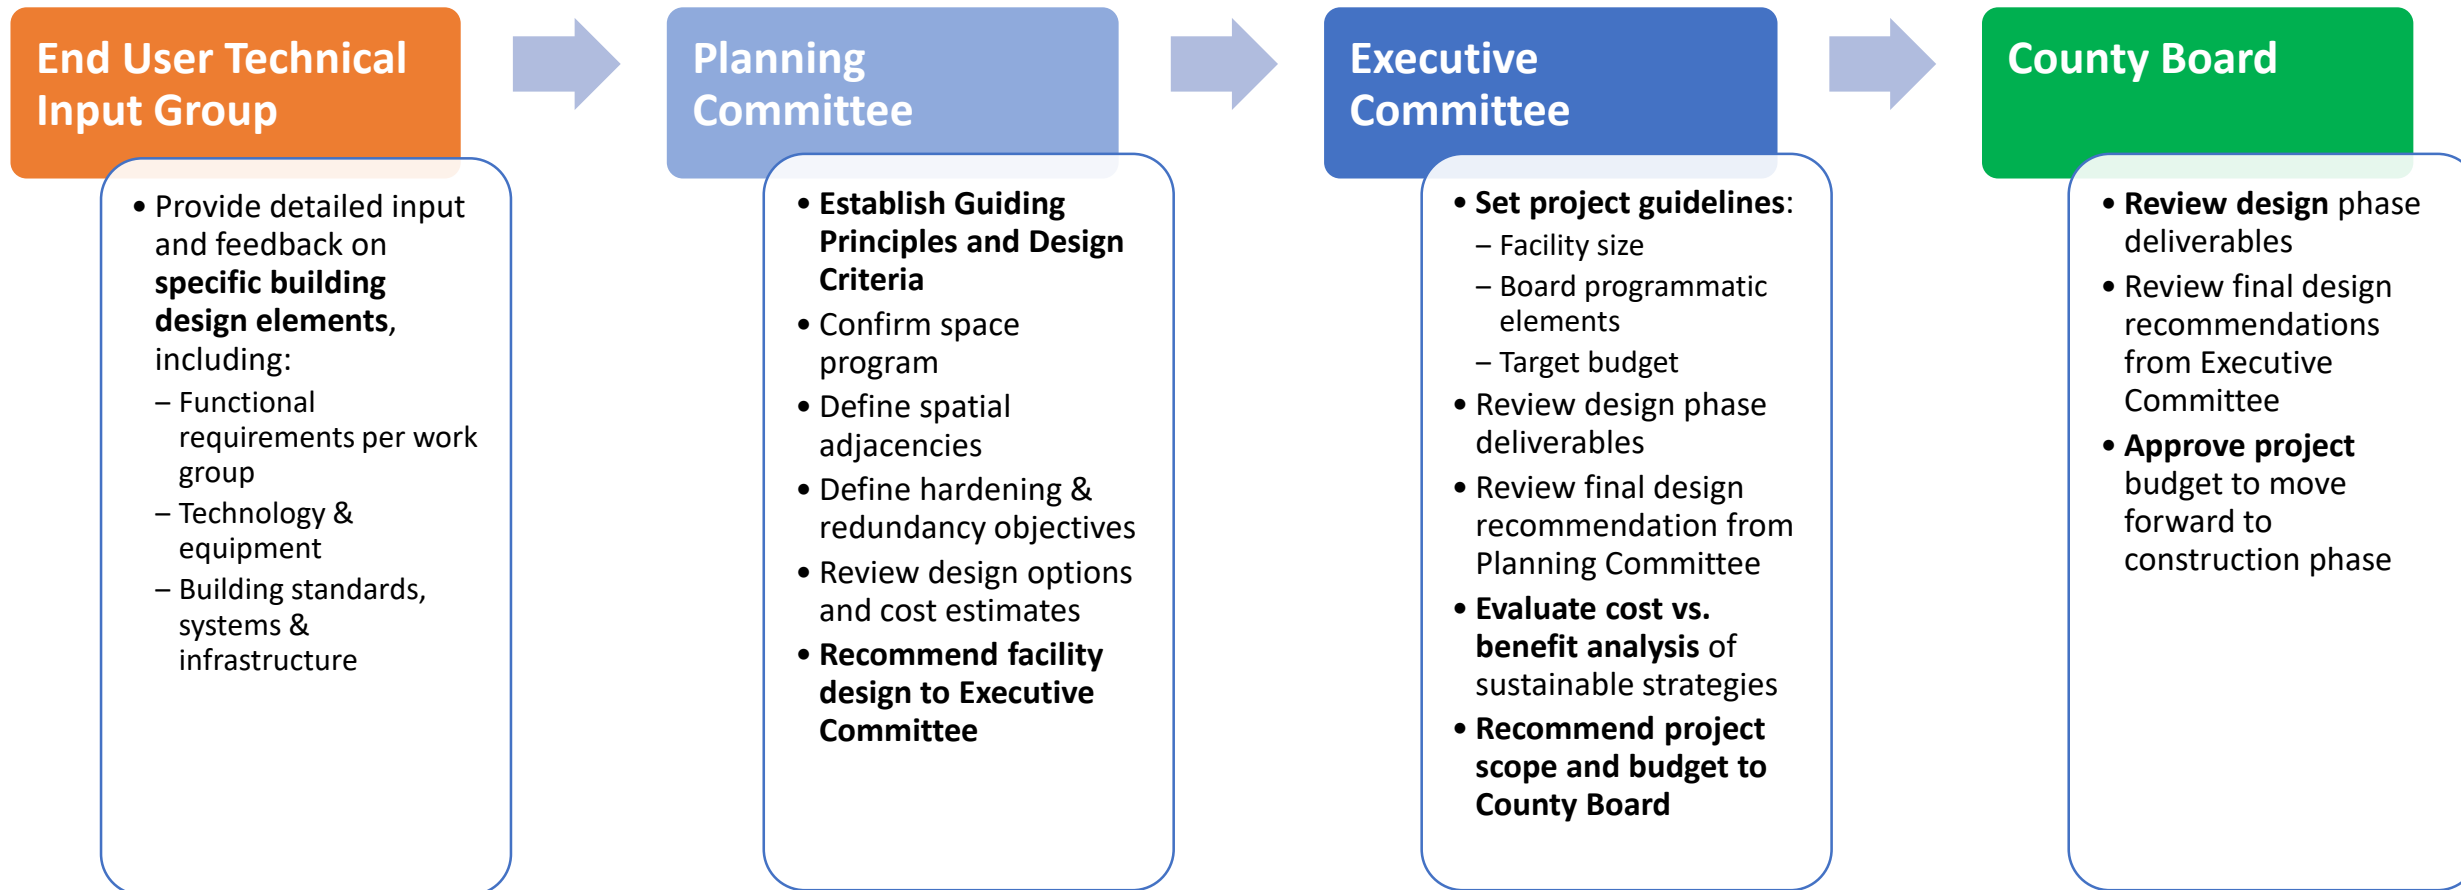 End User Technical
Input Group
• Provide detailed input
and feedback on
specific building
design elements,
including:
– Functional
requirements per work
group
– Technology &
equipment
– Building standards,
systems &
infrastructure
Planning
Committee
• Establish Guiding
Principles and Design
Criteria
• Confirm space
program
• Define spatial
adjacencies
• Define hardening &
redundancy objectives
• Review design options
and cost estimates
• Recommend facility
design to Executive
Committee
Executive
Committee
• Set project guidelines:
– Facility size
– Board programmatic
elements
– Target budget
• Review design phase
deliverables
• Review final design
recommendation from
Planning Committee
• Evaluate cost vs.
benefit analysis of
sustainable strategies
• Recommend project
scope and budget to
County Board
County Board
• Review design phase
deliverables
• Review final design
recommendations
from Executive
Committee
• Approve project
budget to move
forward to
construction phase